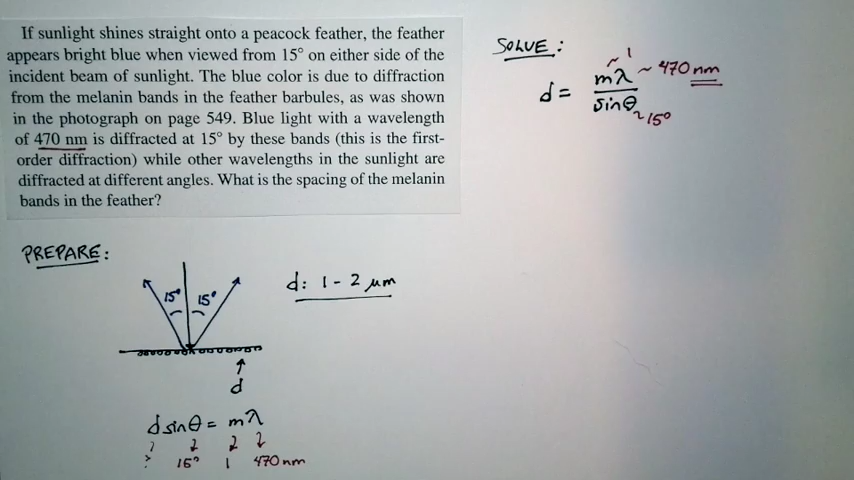 If sunlight shines straight onto a peacock feather, the feather
appears bright blue when viewed from 15° on either side of the
incident beam of sunlight. The blue color is due to diffraction
from the melanin bands in the feather barbules, as was shown
in the photograph on page 549. Blue light with a wavelength
of 470 nm is diffracted at 15° by these bands (this is the first-
order diffraction) while other wavelengths in the sunlight are
diffracted at different angles. What is the spacing of the melanin
bands in the feather?
PREPARE:
15° 15°
d: 1 - 2 μm
d
d sinθ = mλ
? 15° 1 470 nm
SOLVE:
1
d = mλ / sinθ
470 nm
15°